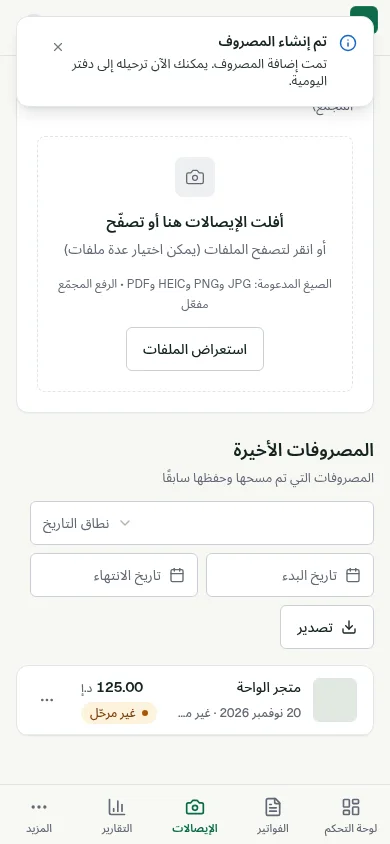 تم إنشاء المصروف
تمت إضافة المصروف. يمكنك الآن ترحيله إلى دفتر
اليومية.
أفلت الإيصالات هنا أو تصفّح
أو انقر لتصفح الملفات (يمكن اختيار عدة ملفات)
الصيغ المدعومة: JPG وPNG وHEIC وPDF • الرفع المجمّع
مفعّل
استعراض الملفات
المصروفات الأخيرة
المصروفات التي تم مسحها وحفظها سابقًا
نطاق التاريخ
تاريخ البدء
تاريخ الانتهاء
تصدير
متجر الواحة
125.00 د.إ
20 نوفمبر 2026 · غير م...
غير مرحّل
لوحة التحكم
الفواتير
الإيصالات
التقارير
المزيد